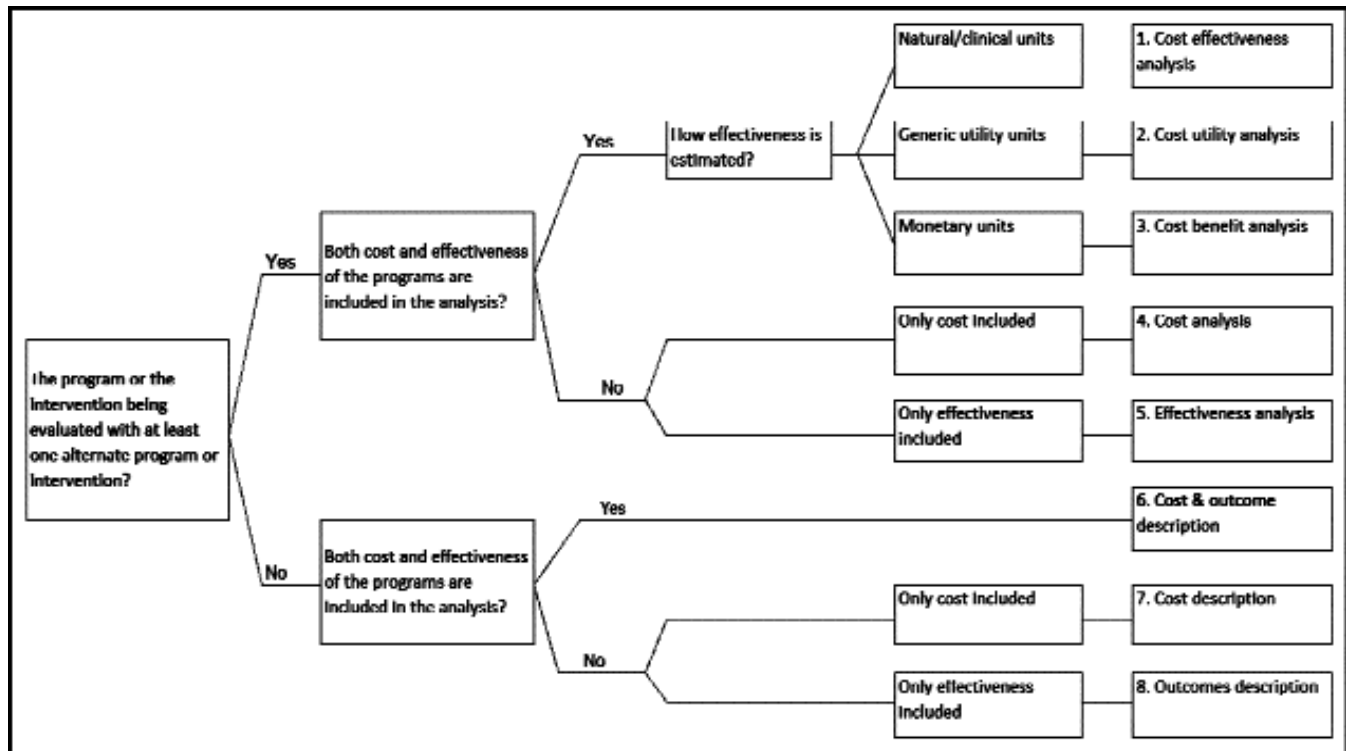 Natural/clinical units
1. Cost effectiveness
analysis
Yes
How effectiveness is
estimated?
Generic utility units
2. Cost utility analysis
Monetary units
3. Cost benefit analysis
Yes
Both cost and effectiveness
of the programs are
included in the analysis?
Only cost included
4. Cost analysis
No
Only effectiveness
included
5. Effectiveness analysis
The program or the
intervention being
evaluated with at least
one alternate program or
intervention?
6. Cost & outcome
description
Yes
No
Both cost and effectiveness
of the programs are
included in the analysis?
Only cost included
7. Cost description
No
Only effectiveness
included
8. Outcomes description